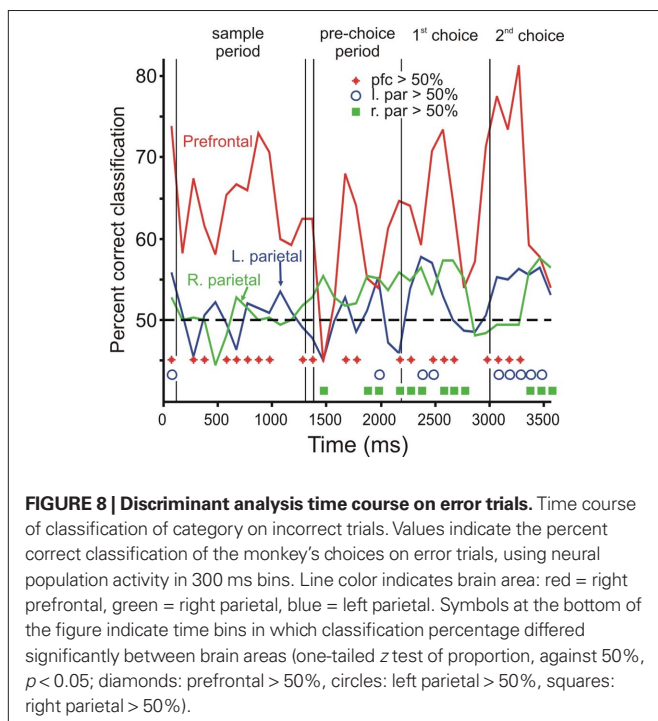 sample period
pre-choice period
1st choice
2nd choice
pfc > 50%
l. par > 50%
r. par > 50%
Prefrontal
L. parietal
R. parietal
Percent correct classification
80
70
60
50
0 500 1000 1500 2000 2500 3000 3500
Time (ms)
FIGURE 8 | Discriminant analysis time course on error trials. Time course
of classification of category on incorrect trials. Values indicate the percent
correct classification of the monkey's choices on error trials, using neural
population activity in 300 ms bins. Line color indicates brain area: red = right
prefrontal, green = right parietal, blue = left parietal. Symbols at the bottom of
the figure indicate time bins in which classification percentage differed
significantly between brain areas (one-tailed z test of proportion, against 50%,
p < 0.05; diamonds: prefrontal > 50%, circles: left parietal > 50%, squares:
right parietal > 50%).